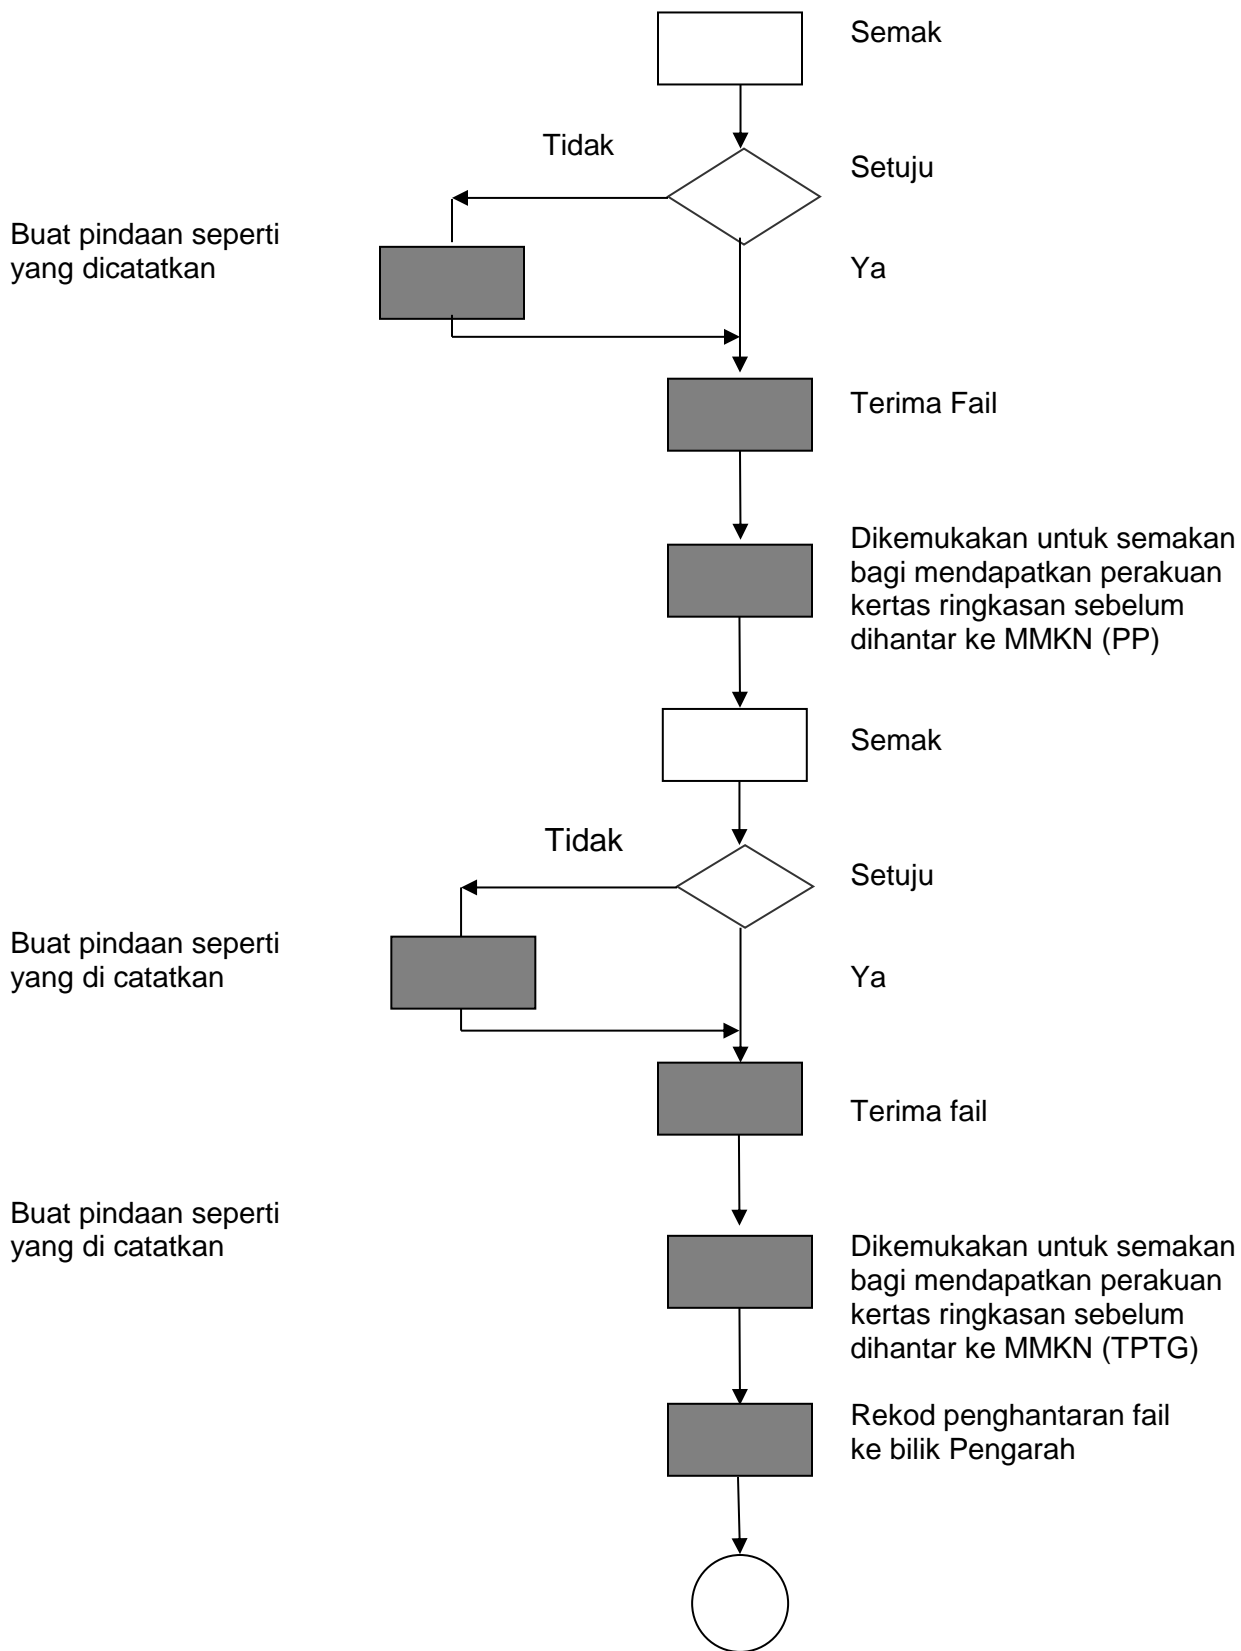 Semak
Tidak
Setuju
Buat pindaan seperti
yang dicatatkan
Ya
Terima Fail
Dikemukakan untuk semakan
bagi mendapatkan perakuan
kertas ringkasan sebelum
dihantar ke MMKN (PP)
Semak
Tidak
Setuju
Buat pindaan seperti
yang di catatkan
Ya
Terima fail
Buat pindaan seperti
yang di catatkan
Dikemukakan untuk semakan
bagi mendapatkan perakuan
kertas ringkasan sebelum
dihantar ke MMKN (TPTG)
Rekod penghantaran fail
ke bilik Pengarah